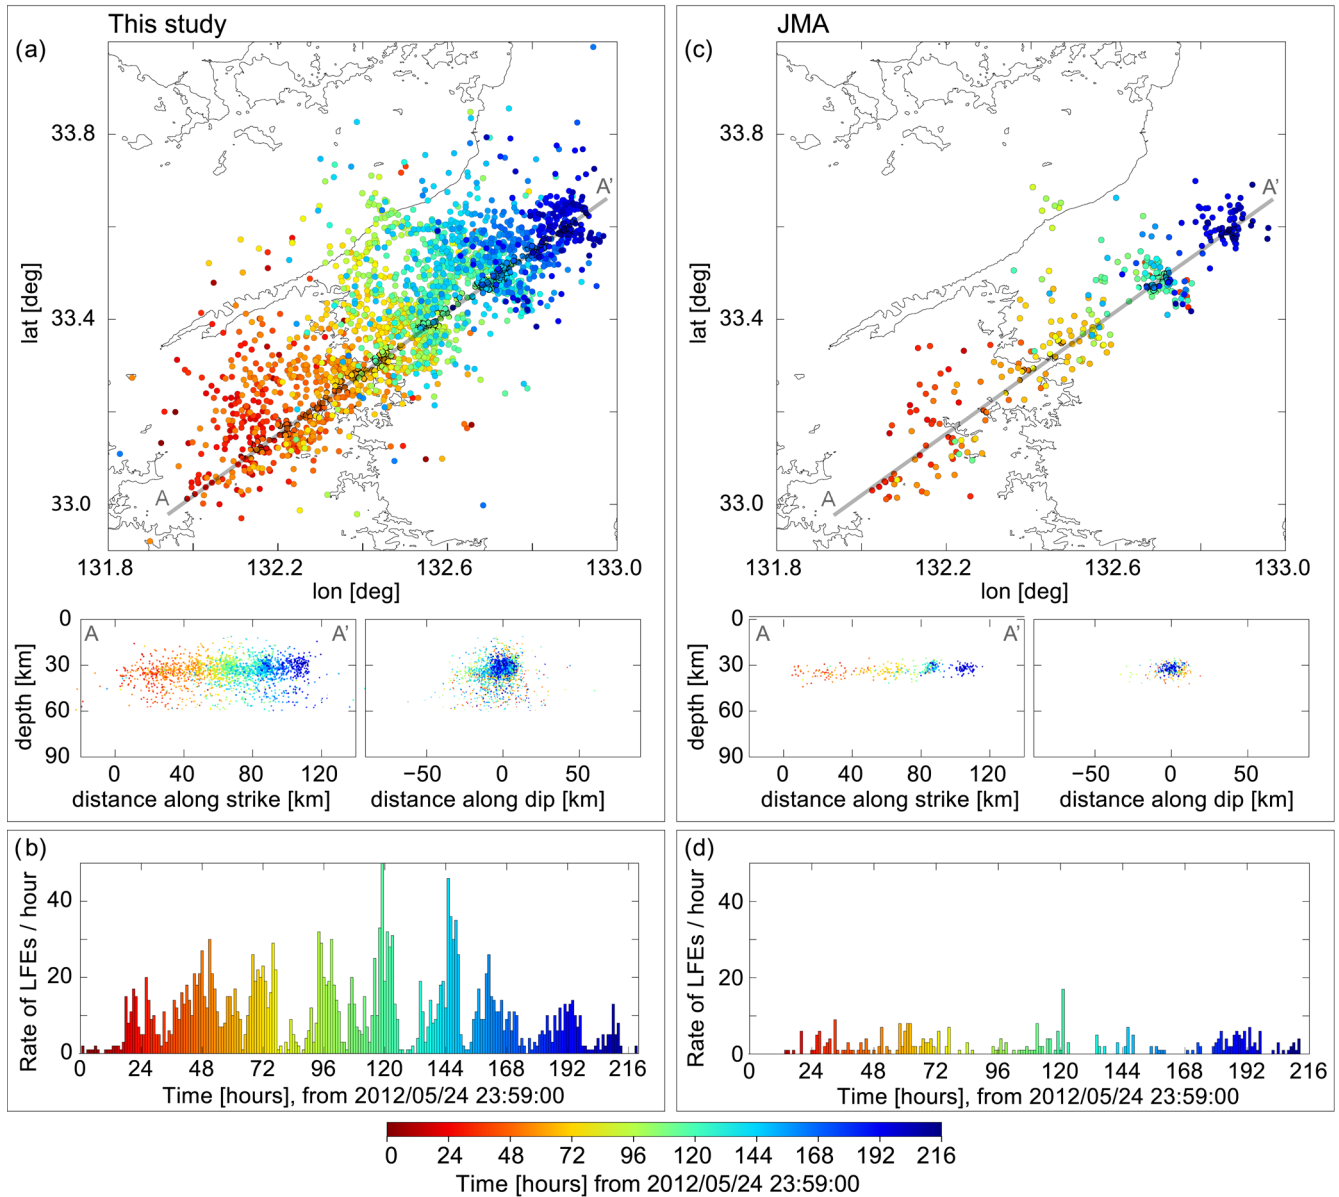 This study
(a)
33.8
33.4
33.0
lat [deg]
A
A'
131.8 132.2 132.6 133.0
lon [deg]
0
30
60
90
depth [km]
A A'
0 40 80 120
distance along strike [km]
−50 0 50
distance along dip [km]
(b)
Rate of LFEs / hour
40
20
0
0 24 48 72 96 120 144 168 192 216
Time [hours], from 2012/05/24 23:59:00
JMA
(c)
33.8
33.4
33.0
lat [deg]
A
A'
131.8 132.2 132.6 133.0
lon [deg]
0
30
60
90
depth [km]
A A'
0 40 80 120
distance along strike [km]
−50 0 50
distance along dip [km]
(d)
Rate of LFEs / hour
40
20
0
0 24 48 72 96 120 144 168 192 216
Time [hours], from 2012/05/24 23:59:00
0 24 48 72 96 120 144 168 192 216
Time [hours] from 2012/05/24 23:59:00